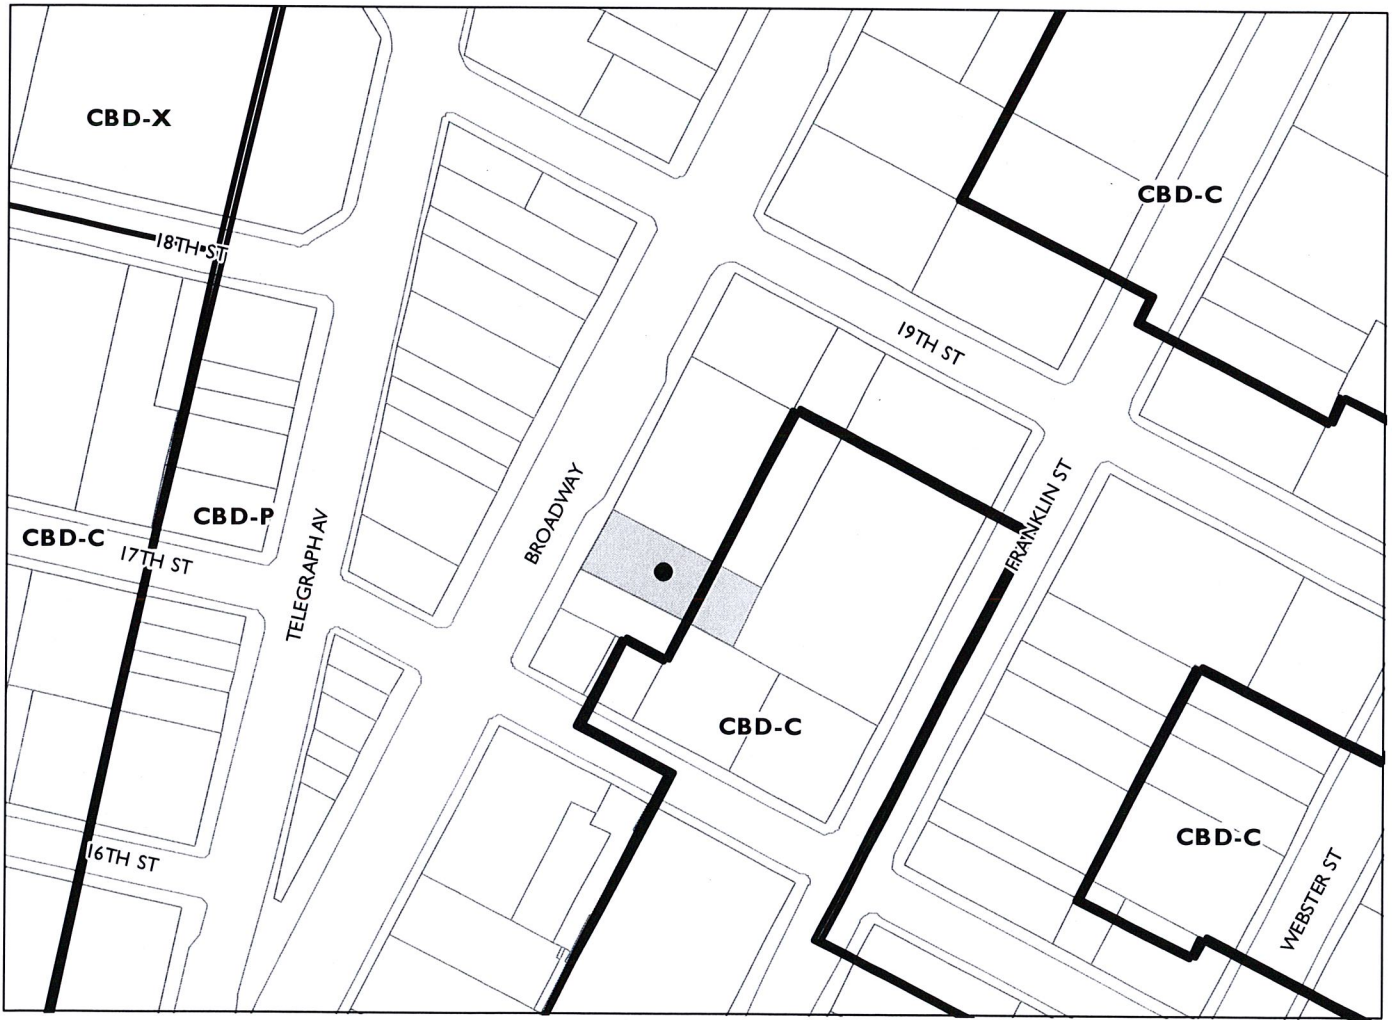 CBD-X
CBD-C
18TH ST
19TH ST
BROADWAY
FRANKLIN ST
CBD-P
TELEGRAPH AV
CBD-C
17TH ST
CBD-C
CBD-C
16TH ST
WEBSTER ST